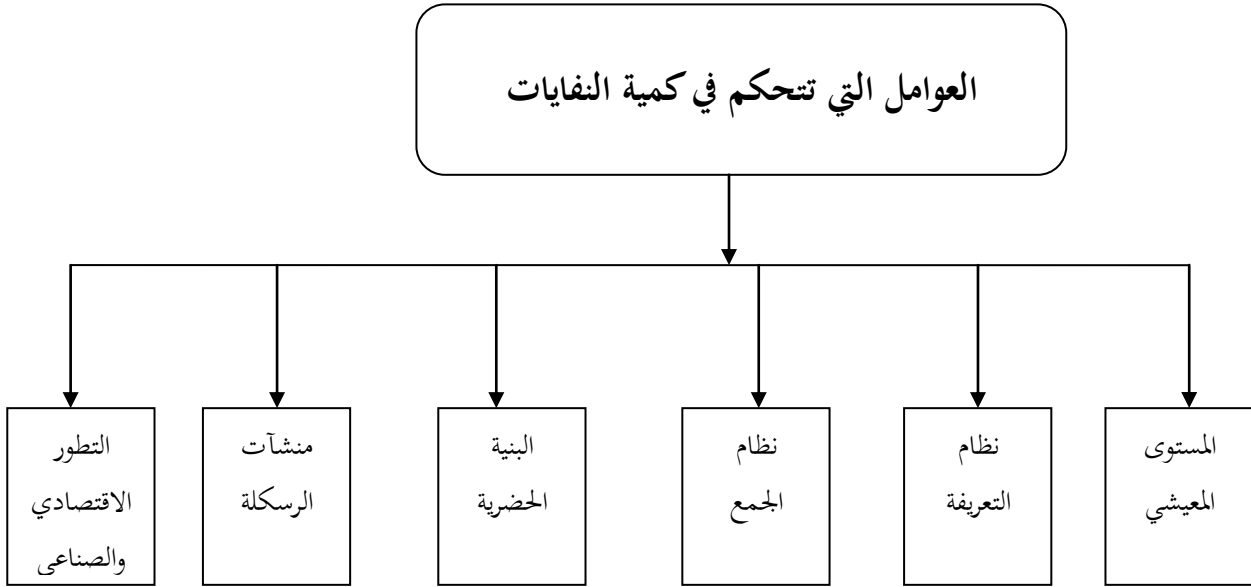 العوامل التي تتحكم في كمية النفايات
المستوى
المعيشي
نظام
التعريفة
نظام
الجمع
البنية
الحضرية
منشآت
الرسكلة
التطور
الاقتصادي
والصناعي